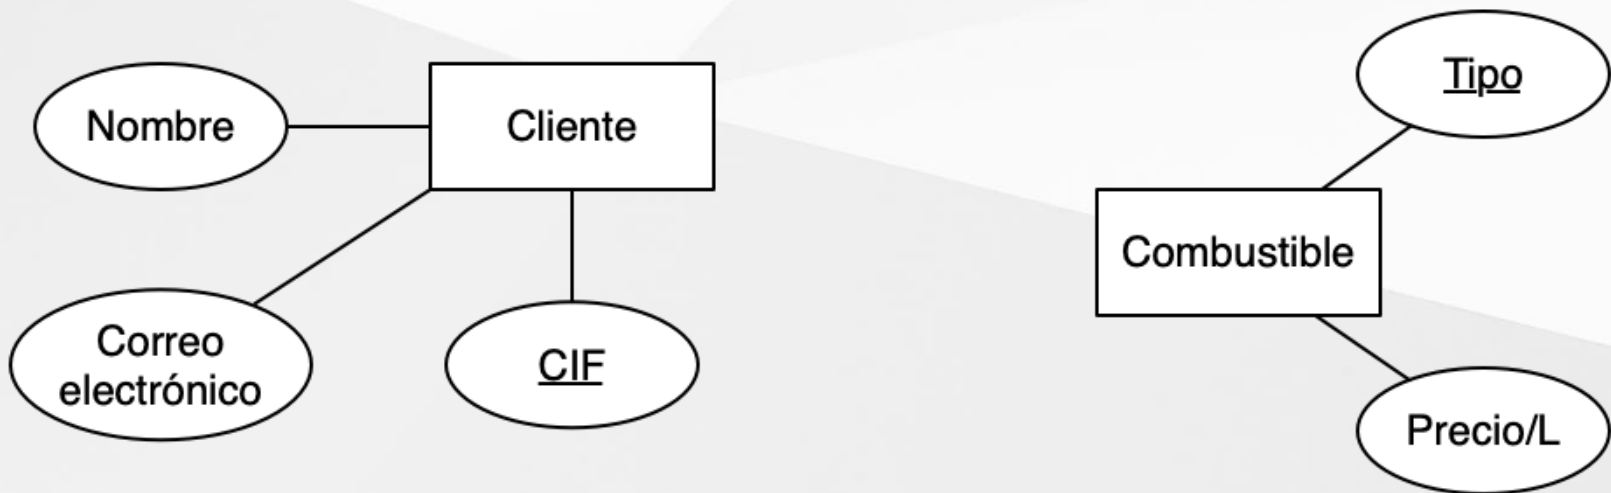 Nombre
Cliente
Correo
electrónico
CIF
Tipo
Combustible
Precio/L